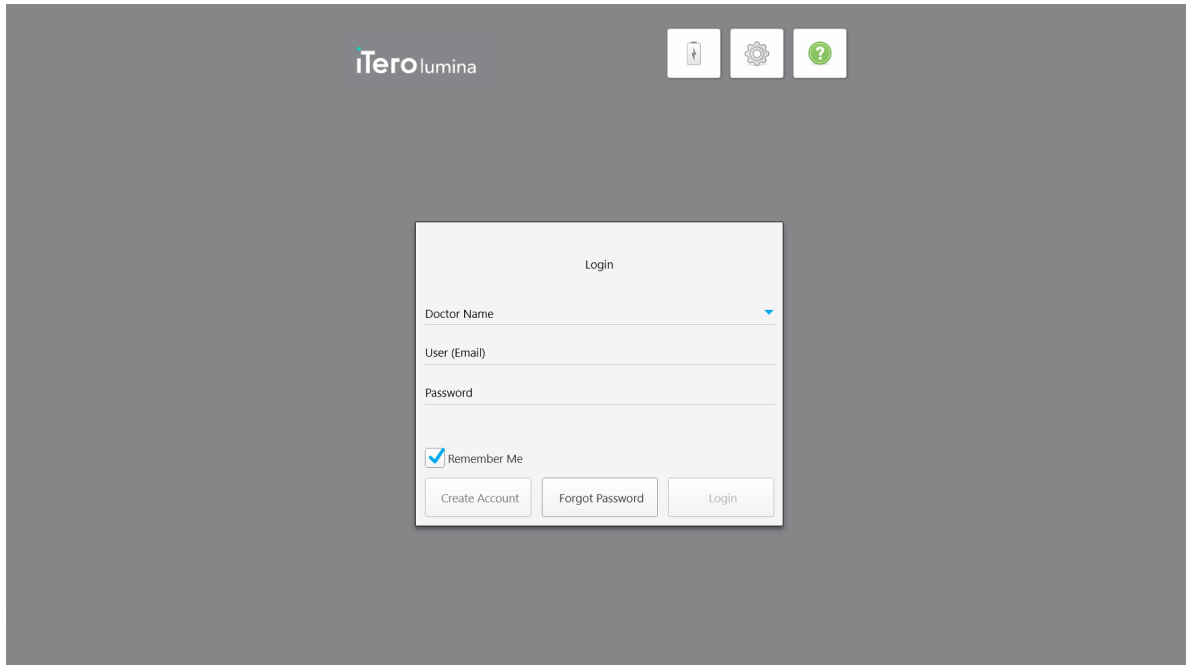 iTero lumina
?
Login
Doctor Name
User (Email)
Password
Remember Me
Create Account Forgot Password Login